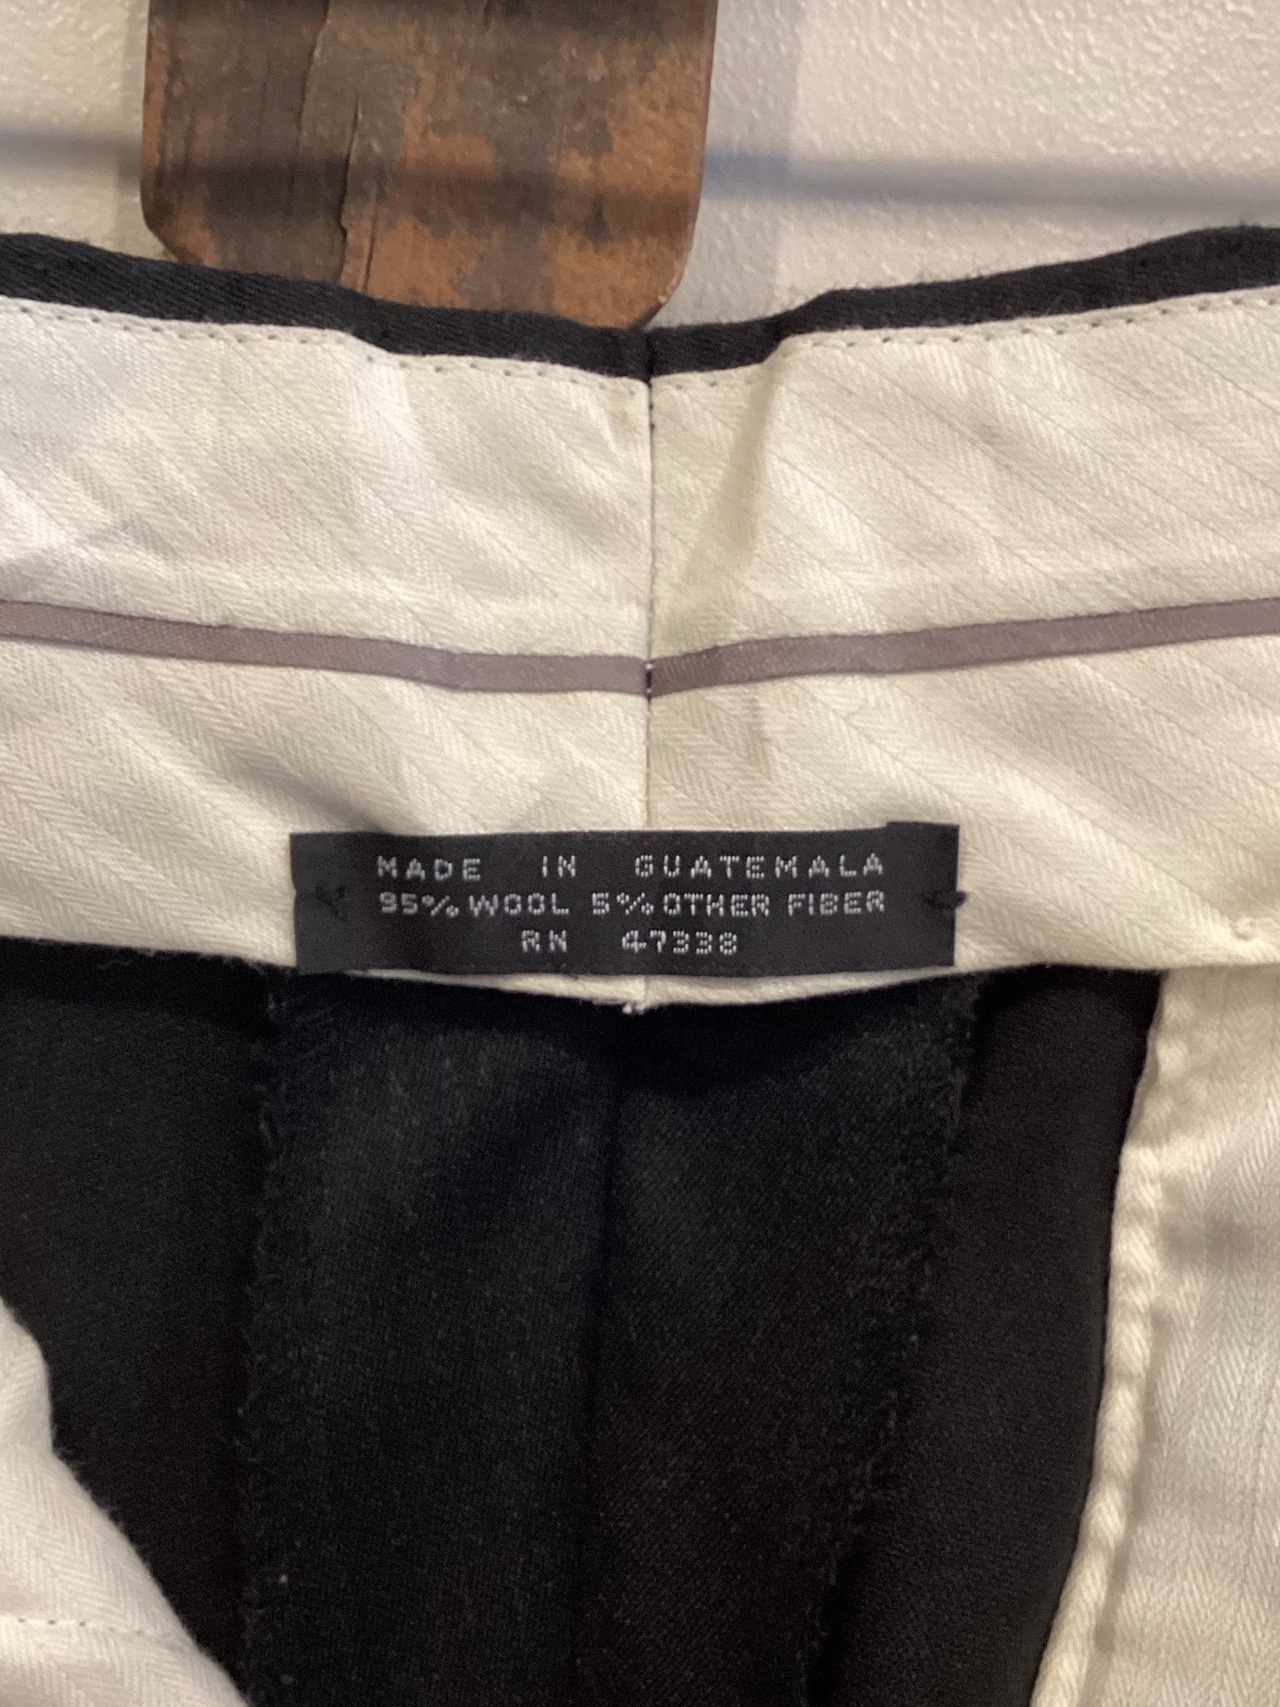 MADE IN GUATEMALA
95% WOOL 5% OTHER FIBER
RN 47338